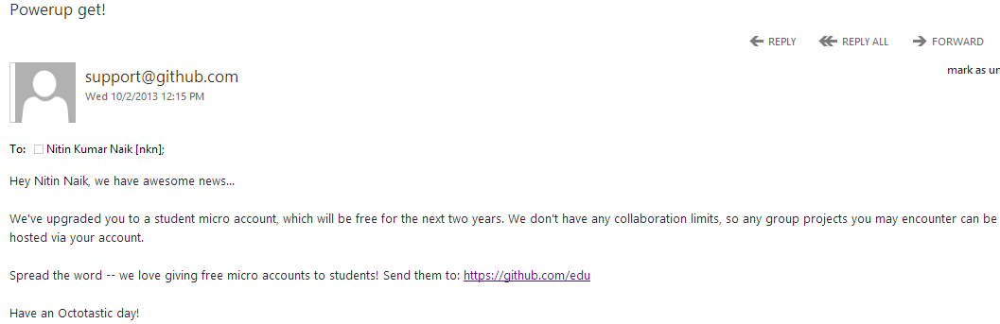 Powerup get!
REPLY REPLY ALL FORWARD
support@github.com
mark as un
Wed 10/2/2013 12:15 PM
To: Nitin Kumar Naik [nkn];
Hey Nitin Naik, we have awesome news...
We've upgraded you to a student micro account, which will be free for the next two years. We don't have any collaboration limits, so any group projects you may encounter can be
hosted via your account.
Spread the word -- we love giving free micro accounts to students! Send them to: https://github.com/edu
Have an Octotastic day!